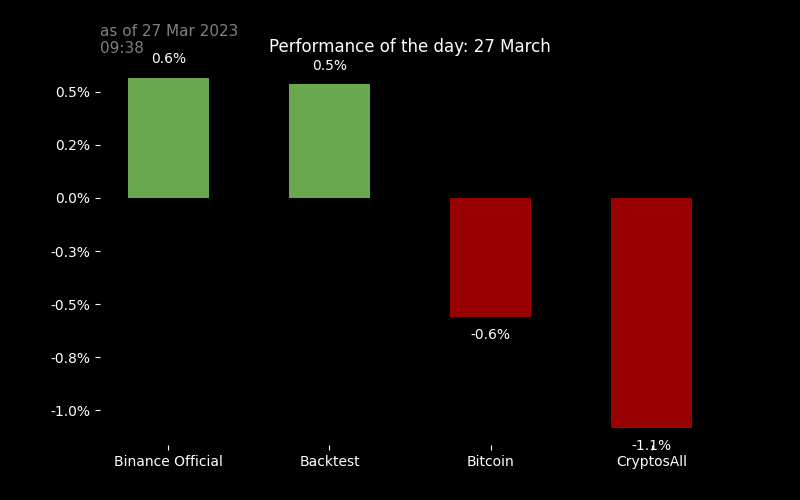 as of 27 Mar 2023
09:38
Performance of the day: 27 March
0.6%
0.5%
0.5%
0.2%
0.0%
-0.3%
-0.5%
-0.6%
-0.8%
-1.0%
-1.1%
Binance Official
Backtest
Bitcoin
CryptosAll